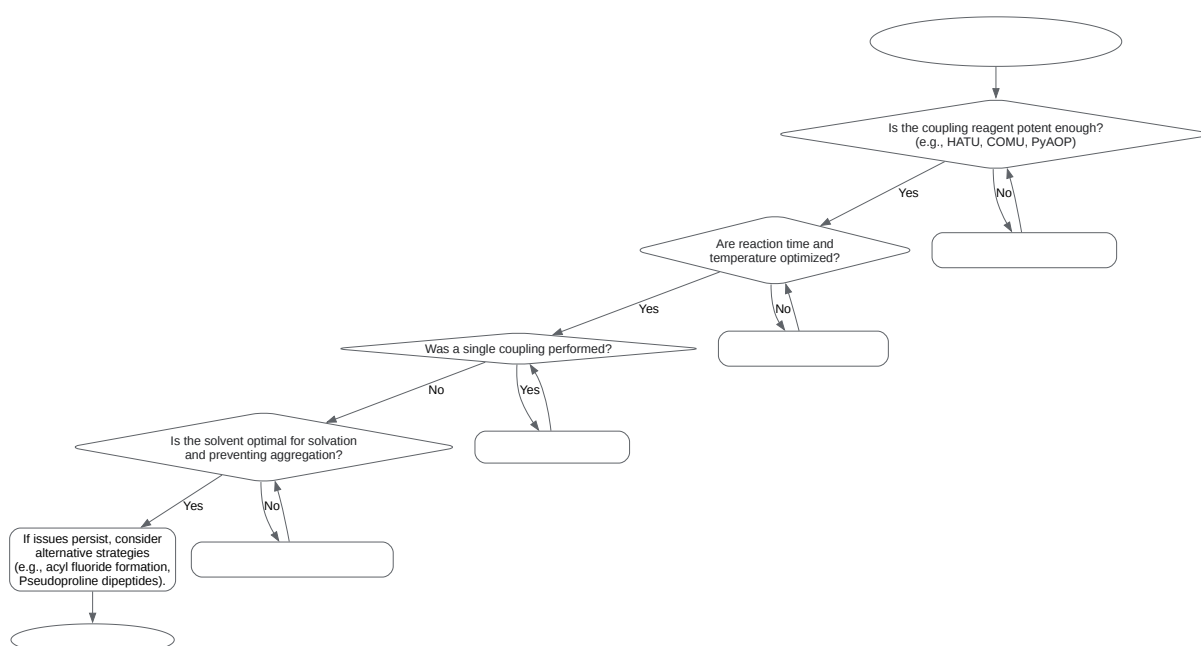 Is the coupling reagent potent enough?
(e.g., HATU, COMU, PyAOP)
Yes
No
Are reaction time and
temperature optimized?
Yes
No
Was a single coupling performed?
No
Yes
Is the solvent optimal for solvation
and preventing aggregation?
Yes
No
If issues persist, consider
alternative strategies
(e.g., acyl fluoride formation,
Pseudoproline dipeptides).